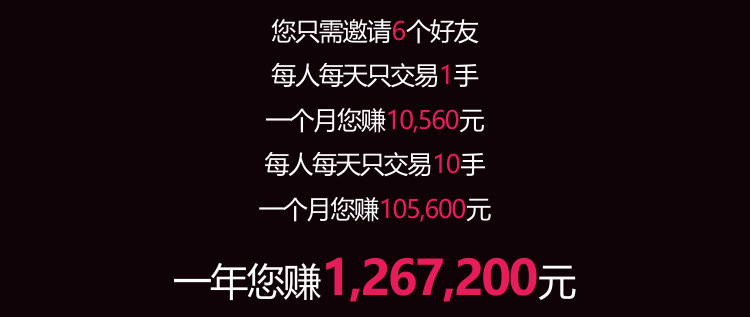 您只需邀请6个好友
每人每天只交易1手
一个月您赚10,560元
每人每天只交易10手
一个月您赚105,600元
一年您赚1,267,200元